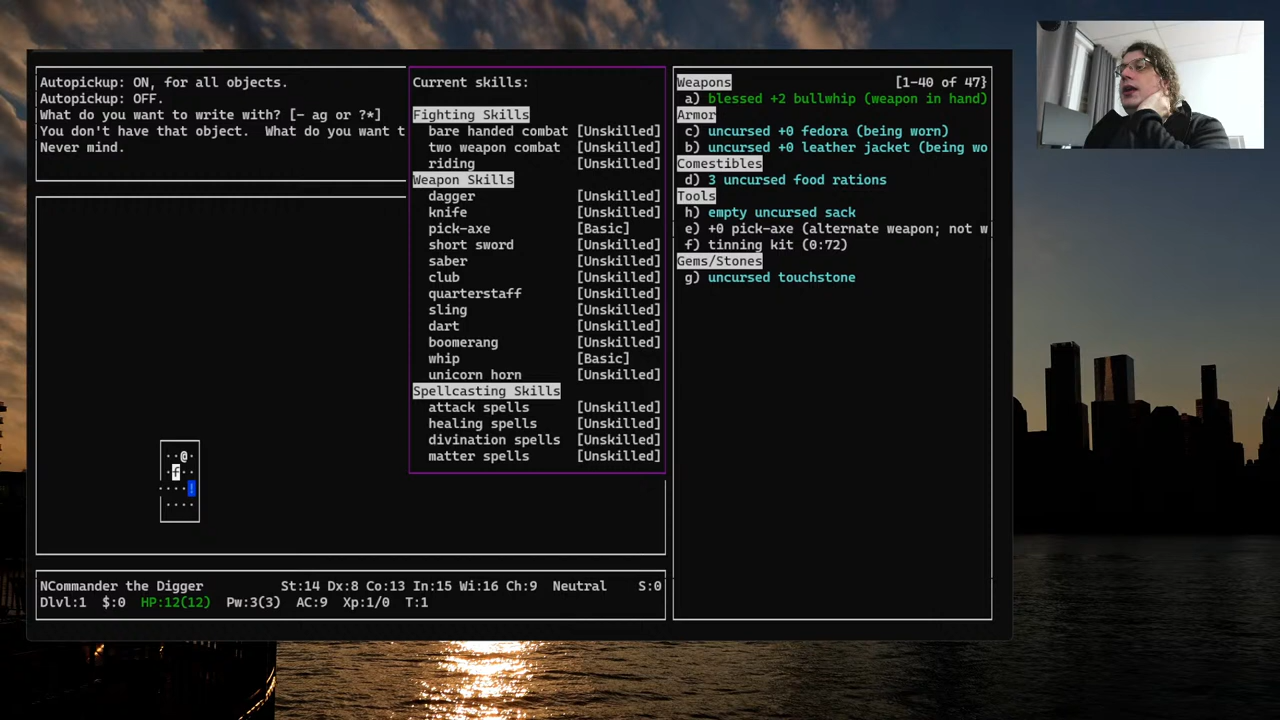 Autopickup: ON, for all objects.
Autopickup: OFF.
What do you want to write with? [- ag or ?*]
You don't have that object.  What do you want t
Never mind.
Current skills:
Fighting Skills
bare handed combat [Unskilled]
two weapon combat [Unskilled]
riding [Unskilled]
Weapon Skills
dagger [Unskilled]
knife [Unskilled]
pick-axe [Basic]
short sword [Unskilled]
saber [Unskilled]
club [Unskilled]
quarterstaff [Unskilled]
sling [Unskilled]
dart [Unskilled]
boomerang [Unskilled]
whip [Basic]
unicorn horn [Unskilled]
Spellcasting Skills
attack spells [Unskilled]
healing spells [Unskilled]
divination spells [Unskilled]
matter spells [Unskilled]
Weapons [1-40 of 47}
a) blessed +2 bullwhip (weapon in hand)
Armor
c) uncursed +0 fedora (being worn)
b) uncursed +0 leather jacket (being wo
Comestibles
d) 3 uncursed food rations
Tools
h) empty uncursed sack
e) +0 pick-axe (alternate weapon; not w
f) tinning kit (0:72)
Gems/Stones
g) uncursed touchstone
··@·
·f··
····!
····
NCommander the Digger St:14 Dx:8 Co:13 In:15 Wi:16 Ch:9 Neutral S:0
Dlvl:1 $:0 HP:12(12) Pw:3(3) AC:9 Xp:1/0 T:1